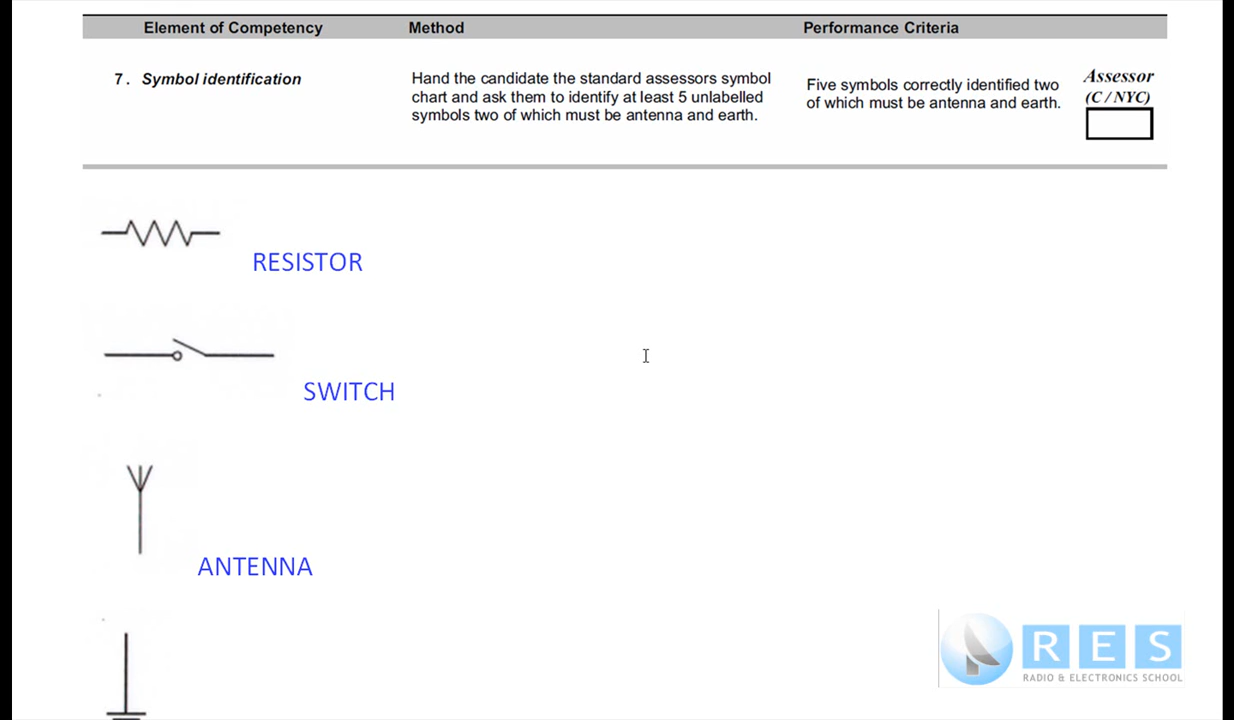 Element of Competency Method Performance Criteria
7. Symbol identification
Hand the candidate the standard assessors symbol
chart and ask them to identify at least 5 unlabelled
symbols two of which must be antenna and earth.
Five symbols correctly identified two
of which must be antenna and earth.
Assessor
(C / NYC)
RESISTOR
SWITCH
ANTENNA
RES
RADIO & ELECTRONICS SCHOOL